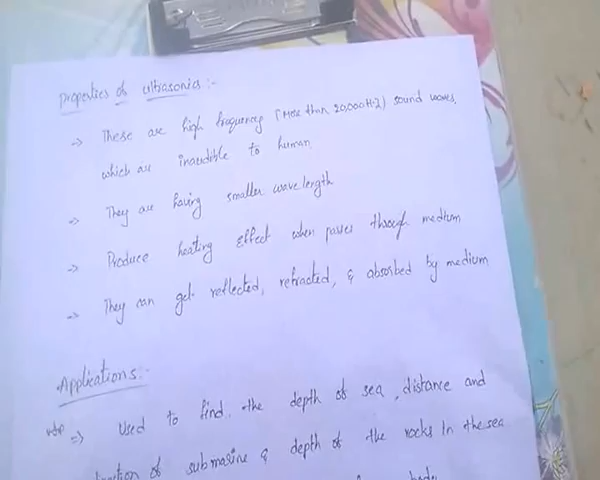 Properties of ultrasonics :-
=> These are high frequency (More than 20,000Hz) sound waves,
which are inaudible to human
=> They are having smaller wavelength
=> Produce heating effect when passes through medium
=> They can get reflected, refracted, & absorbed by medium
Applications:-
=> Used to find the depth of sea, distance and
of submarine & depth of the rocks in the sea